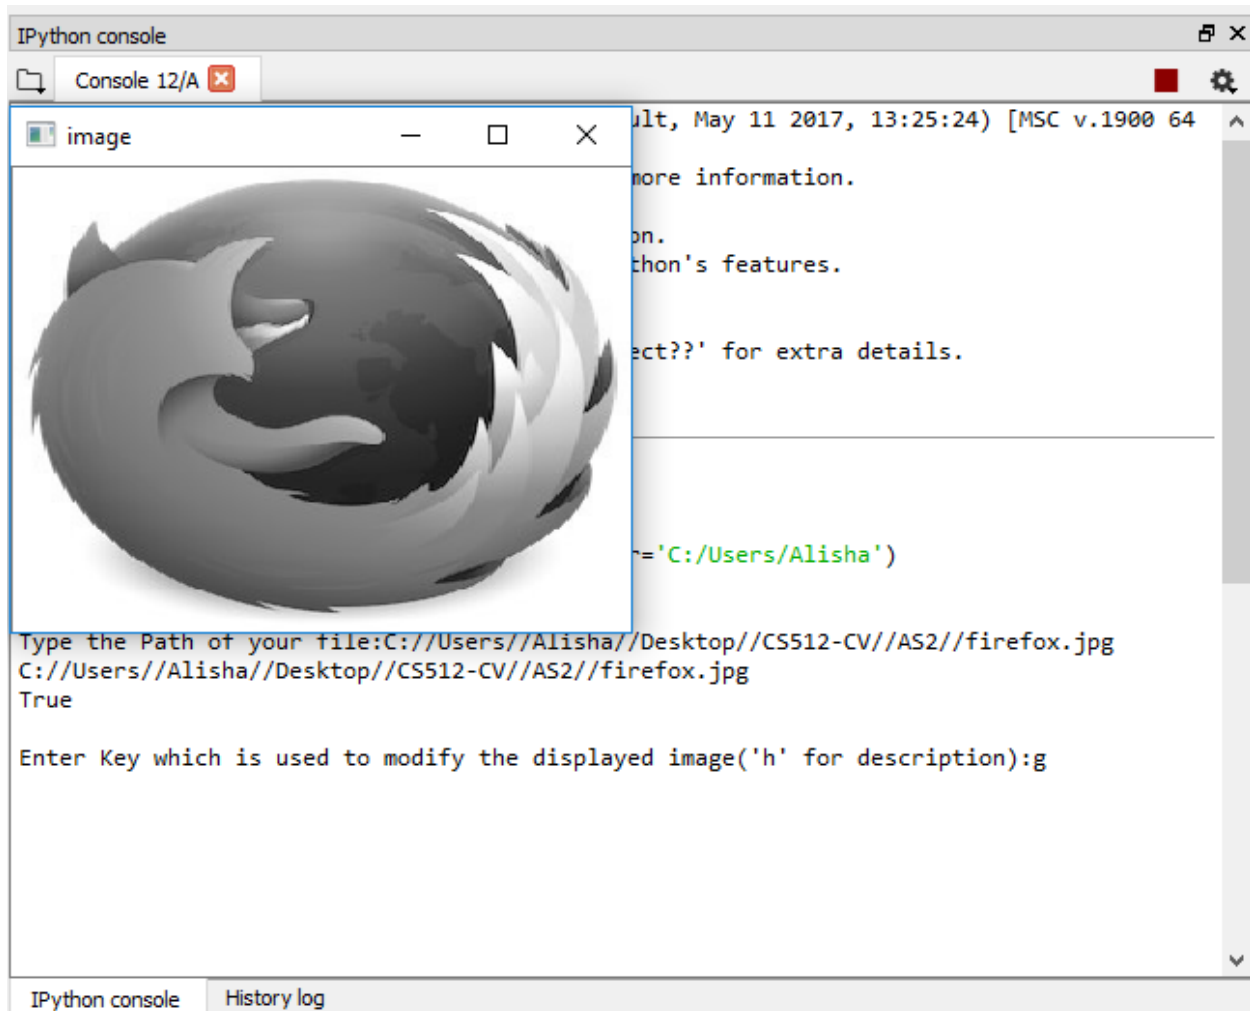 IPython console
Console 12/A
image
ult, May 11 2017, 13:25:24) [MSC v.1900 64
more information.
on.
thon's features.
ect??' for extra details.
r='C:/Users/Alisha')
Type the Path of your file:C://Users//Alisha//Desktop//CS512-CV//AS2//firefox.jpg
C://Users//Alisha//Desktop//CS512-CV//AS2//firefox.jpg
True
Enter Key which is used to modify the displayed image('h' for description):g
IPython console
History log